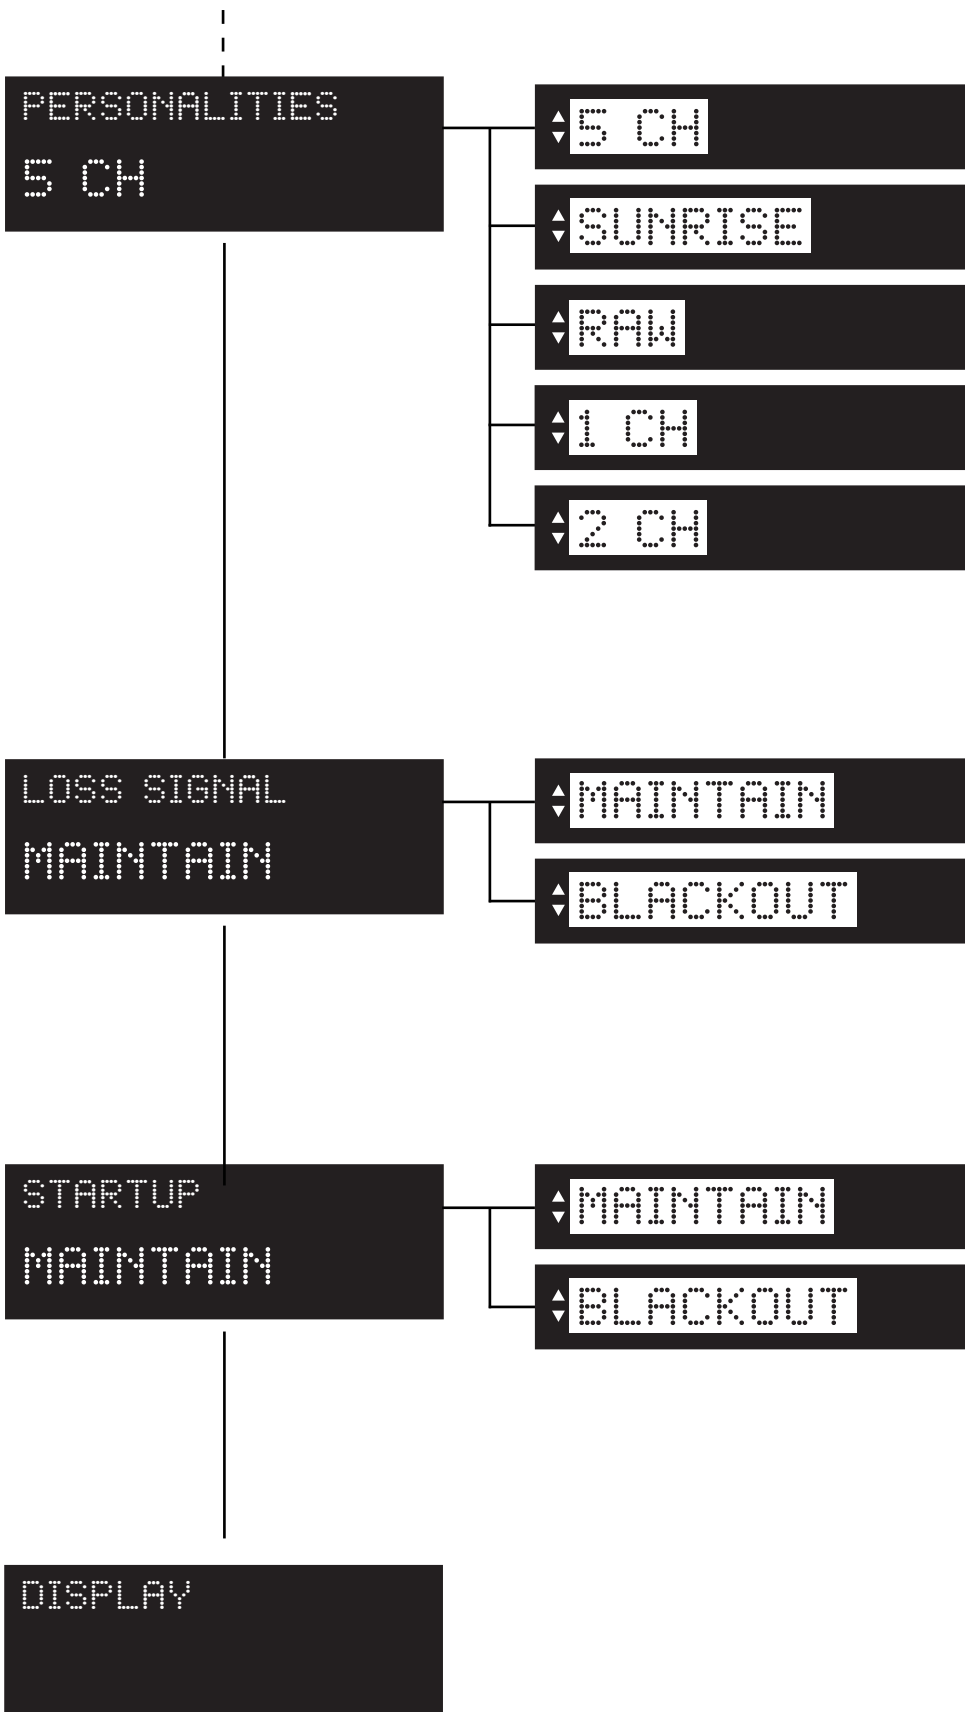 PERSONALITIES
5 CH
5 CH
SUNRISE
RAW
1 CH
2 CH
LOSS SIGNAL
MAINTAIN
MAINTAIN
BLACKOUT
STARTUP
MAINTAIN
MAINTAIN
BLACKOUT
DISPLAY